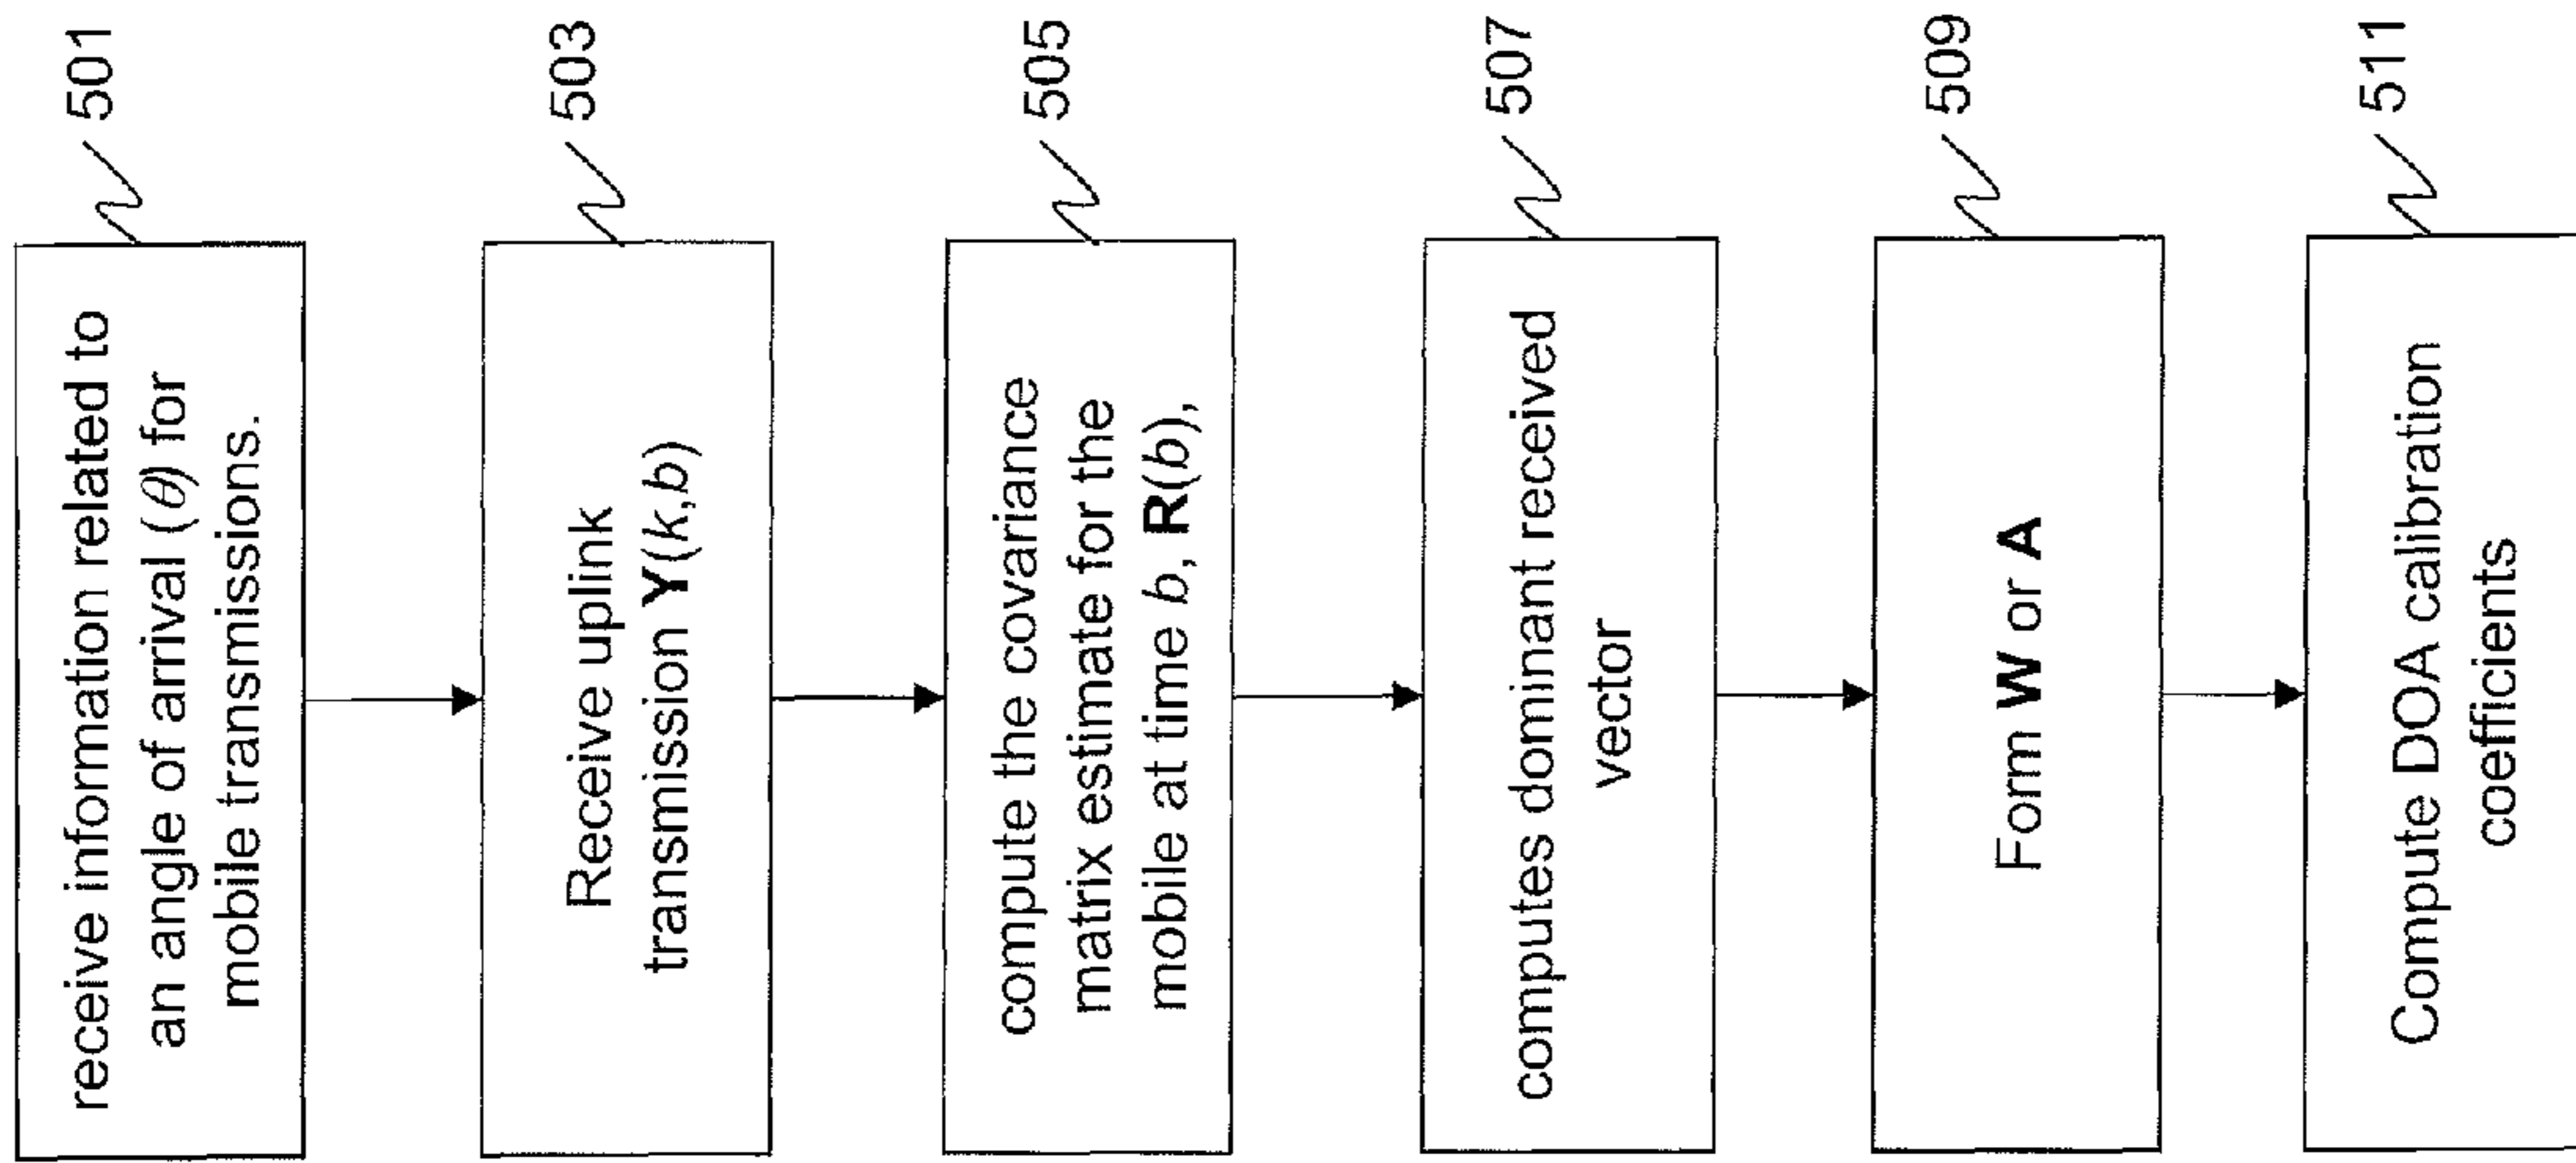 receive information related to
an angle of arrival (θ) for
mobile transmissions.
501
Receive uplink
transmission Y(k,b)
503
compute the covariance
matrix estimate for the
mobile at time b, R(b),
505
computes dominant received
vector
507
Form W or A
509
Compute DOA calibration
coefficients
511